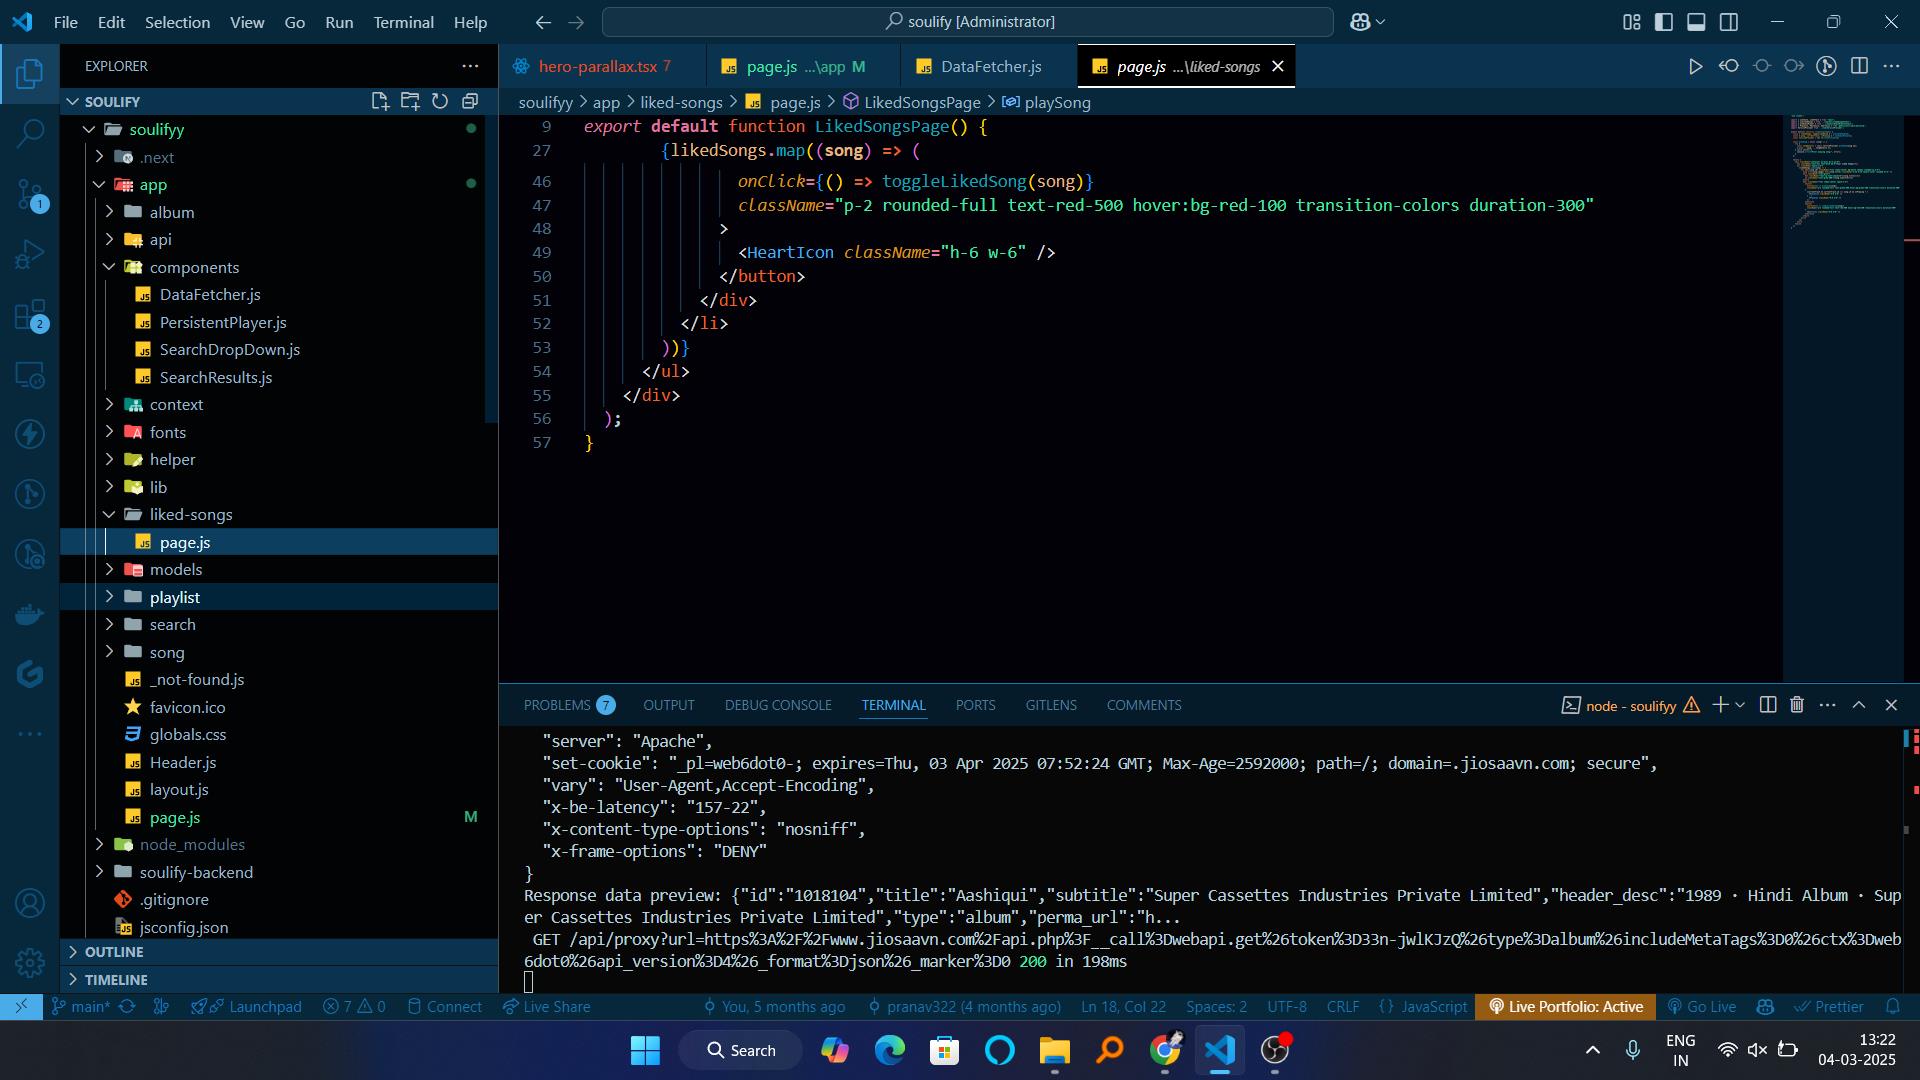 File Edit Selection View Go Run Terminal Help
soulify [Administrator]
EXPLORER
SOULIFY
soulifyy
.next
app
album
api
components
DataFetcher.js
PersistentPlayer.js
SearchDropDown.js
SearchResults.js
context
fonts
helper
lib
liked-songs
page.js
models
playlist
search
song
_not-found.js
favicon.ico
globals.css
Header.js
layout.js
page.js M
node_modules
soulify-backend
.gitignore
jsconfig.json
OUTLINE
TIMELINE
1
2
hero-parallax.tsx 7
page.js ...\app M
DataFetcher.js
page.js ...\liked-songs
soulifyy > app > liked-songs > page.js > LikedSongsPage > playSong
9 export default function LikedSongsPage() {
27 {likedSongs.map((song) => (
46 onClick={() => toggleLikedSong(song)}
47 className="p-2 rounded-full text-red-500 hover:bg-red-100 transition-colors duration-300"
48 >
49 <HeartIcon className="h-6 w-6" />
50 </button>
51 </div>
52 </li>
53 ))}
54 </ul>
55 </div>
56 );
57 }
PROBLEMS 7 OUTPUT DEBUG CONSOLE TERMINAL PORTS GITLENS COMMENTS
node - soulifyy
"server": "Apache",
"set-cookie": "_pl=web6dot0-; expires=Thu, 03 Apr 2025 07:52:24 GMT; Max-Age=2592000; path=/; domain=.jiosaavn.com; secure",
"vary": "User-Agent,Accept-Encoding",
"x-be-latency": "157-22",
"x-content-type-options": "nosniff",
"x-frame-options": "DENY"
}
Response data preview: {"id":"1018104","title":"Aashiqui","subtitle":"Super Cassettes Industries Private Limited","header_desc":"1989 · Hindi Album · Sup
er Cassettes Industries Private Limited","type":"album","perma_url":"h...
GET /api/proxy?url=https%3A%2F%2Fwww.jiosaavn.com%2Fapi.php%3F__call%3Dwebapi.get%26token%3D33n-jwlKJzQ%26type%3Dalbum%26includeMetaTags%3D0%26ctx%3Dweb
6dot0%26api_version%3D4%26_format%3Djson%26_marker%3D0 200 in 198ms
main* Launchpad 7 0 Connect Live Share You, 5 months ago pranav322 (4 months ago) Ln 18, Col 22 Spaces: 2 UTF-8 CRLF {} JavaScript Live Portfolio: Active Go Live Prettier
Search
ENG
IN
13:22
04-03-2025